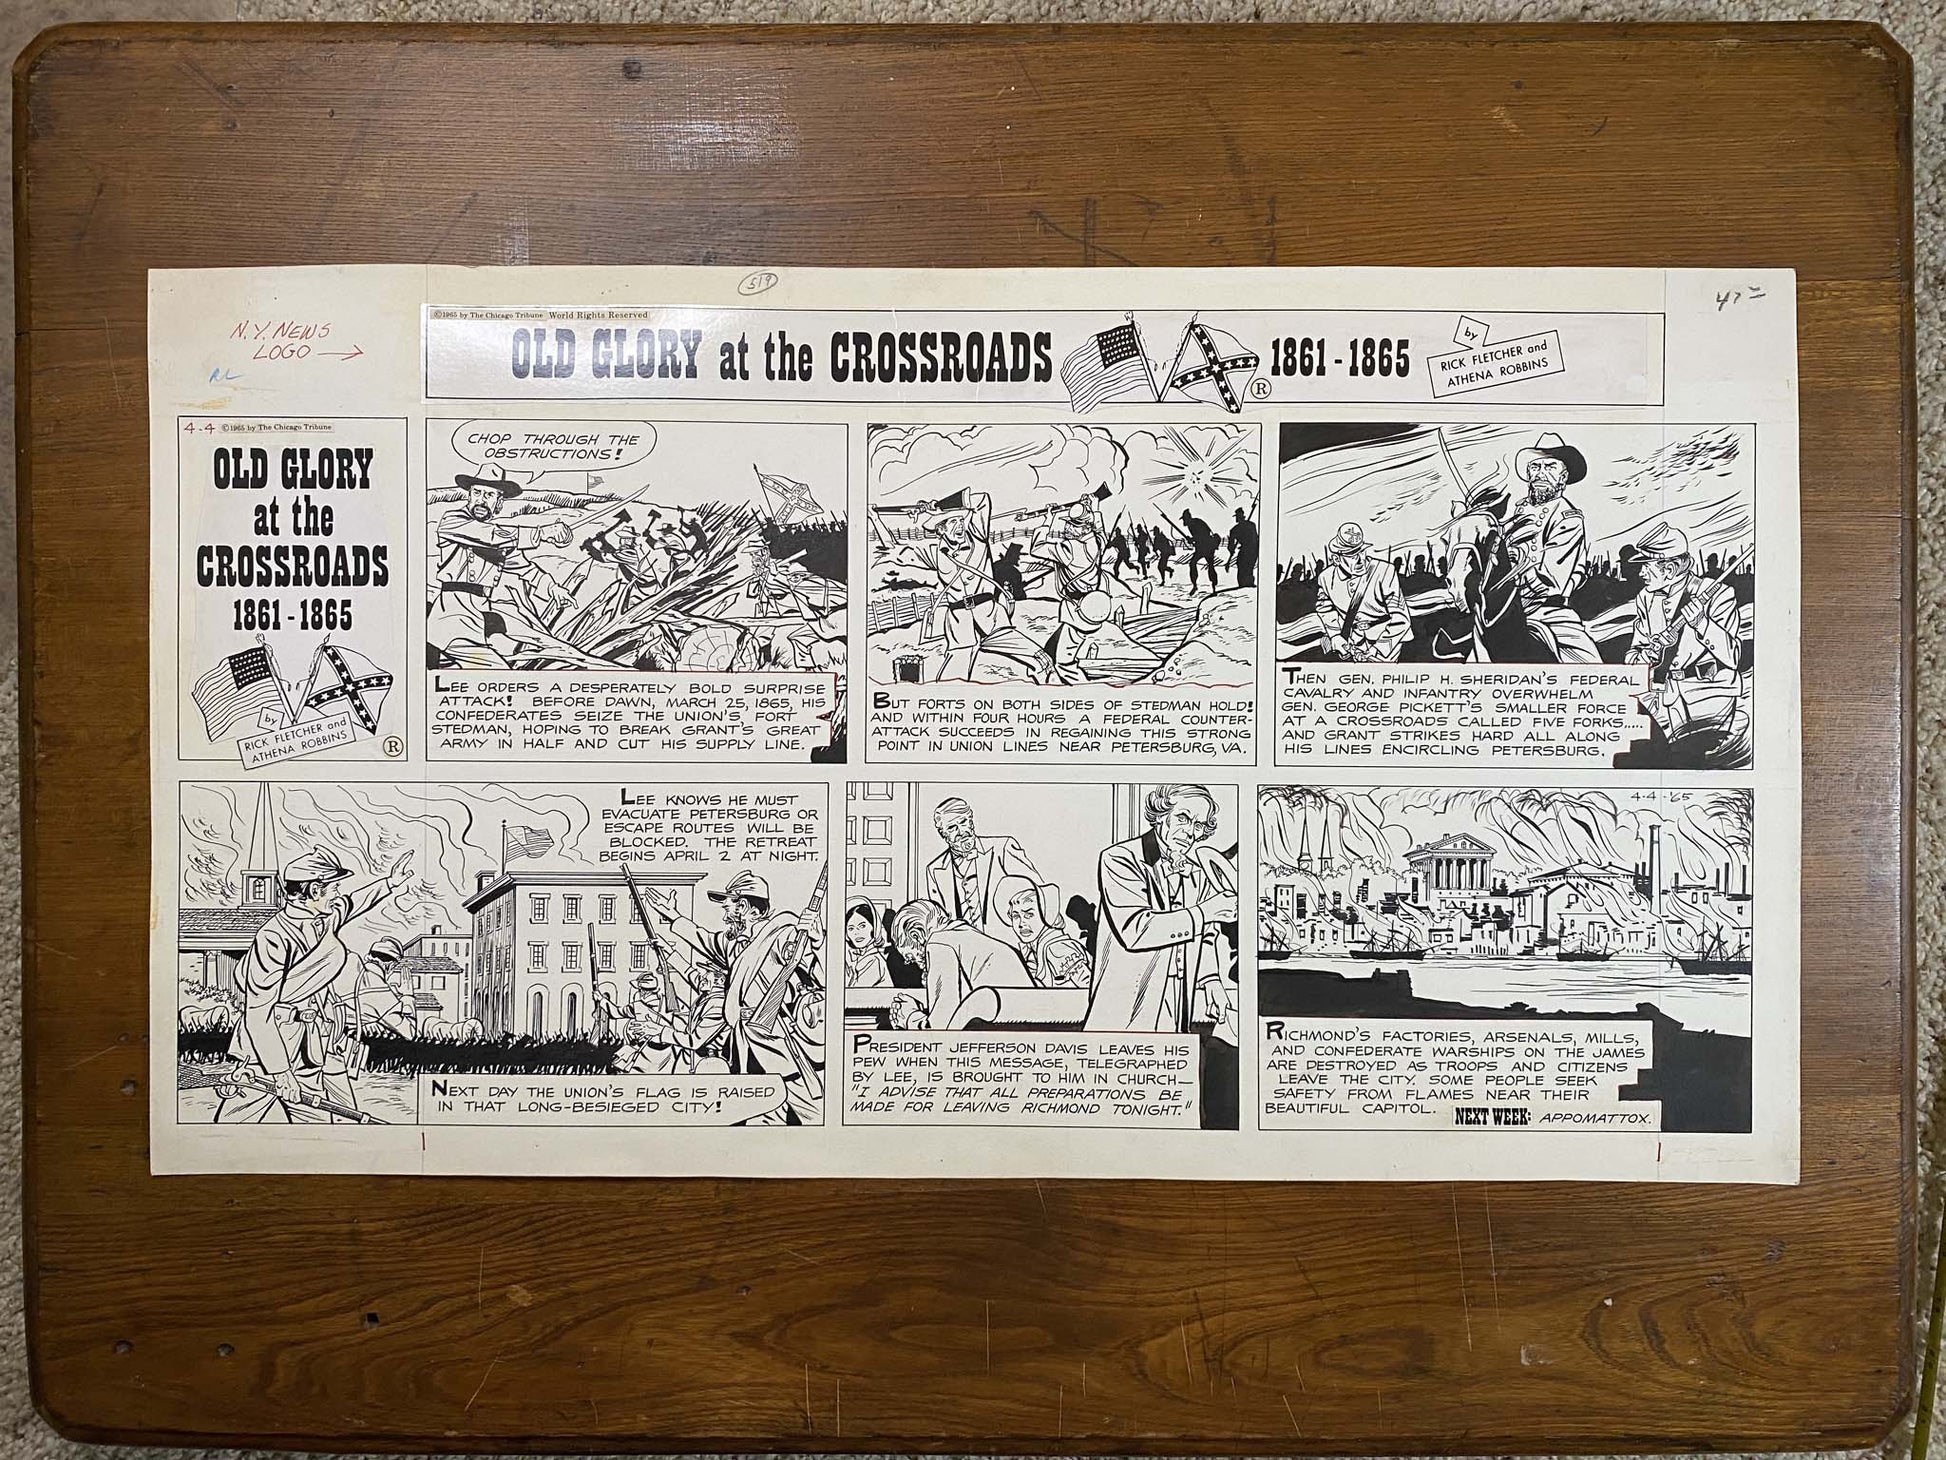 519
47
N.Y. NEWS
LOGO →
RL
©1965 by The Chicago Tribune World Rights Reserved
OLD GLORY at the CROSSROADS ® 1861-1865
by
RICK FLETCHER and
ATHENA ROBBINS
4-4 ©1965 by The Chicago Tribune
OLD GLORY
at the
CROSSROADS
1861-1865
by
RICK FLETCHER and
ATHENA ROBBINS
®
CHOP THROUGH THE
OBSTRUCTIONS!
LEE ORDERS A DESPERATELY BOLD SURPRISE
ATTACK! BEFORE DAWN, MARCH 25, 1865, HIS
CONFEDERATES SEIZE THE UNION'S, FORT
STEDMAN, HOPING TO BREAK GRANT'S GREAT
ARMY IN HALF AND CUT HIS SUPPLY LINE.
BUT FORTS ON BOTH SIDES OF STEDMAN HOLD!
AND WITHIN FOUR HOURS A FEDERAL COUNTER-
ATTACK SUCCEEDS IN REGAINING THIS STRONG
POINT IN UNION LINES NEAR PETERSBURG, VA.
THEN GEN. PHILIP H. SHERIDAN'S FEDERAL
CAVALRY AND INFANTRY OVERWHELM
GEN. GEORGE PICKETT'S SMALLER FORCE
AT A CROSSROADS CALLED FIVE FORKS.....
AND GRANT STRIKES HARD ALL ALONG
HIS LINES ENCIRCLING PETERSBURG.
LEE KNOWS HE MUST
EVACUATE PETERSBURG OR
ESCAPE ROUTES WILL BE
BLOCKED. THE RETREAT
BEGINS APRIL 2 AT NIGHT.
NEXT DAY THE UNION'S FLAG IS RAISED
IN THAT LONG-BESIEGED CITY!
PRESIDENT JEFFERSON DAVIS LEAVES HIS
PEW WHEN THIS MESSAGE, TELEGRAPHED
BY LEE, IS BROUGHT TO HIM IN CHURCH—
"I ADVISE THAT ALL PREPARATIONS BE
MADE FOR LEAVING RICHMOND TONIGHT."
4-4-'65
RICHMOND'S FACTORIES, ARSENALS, MILLS,
AND CONFEDERATE WARSHIPS ON THE JAMES
ARE DESTROYED AS TROOPS AND CITIZENS
LEAVE THE CITY. SOME PEOPLE SEEK
SAFETY FROM FLAMES NEAR THEIR
BEAUTIFUL CAPITOL. NEXT WEEK: APPOMATTOX.